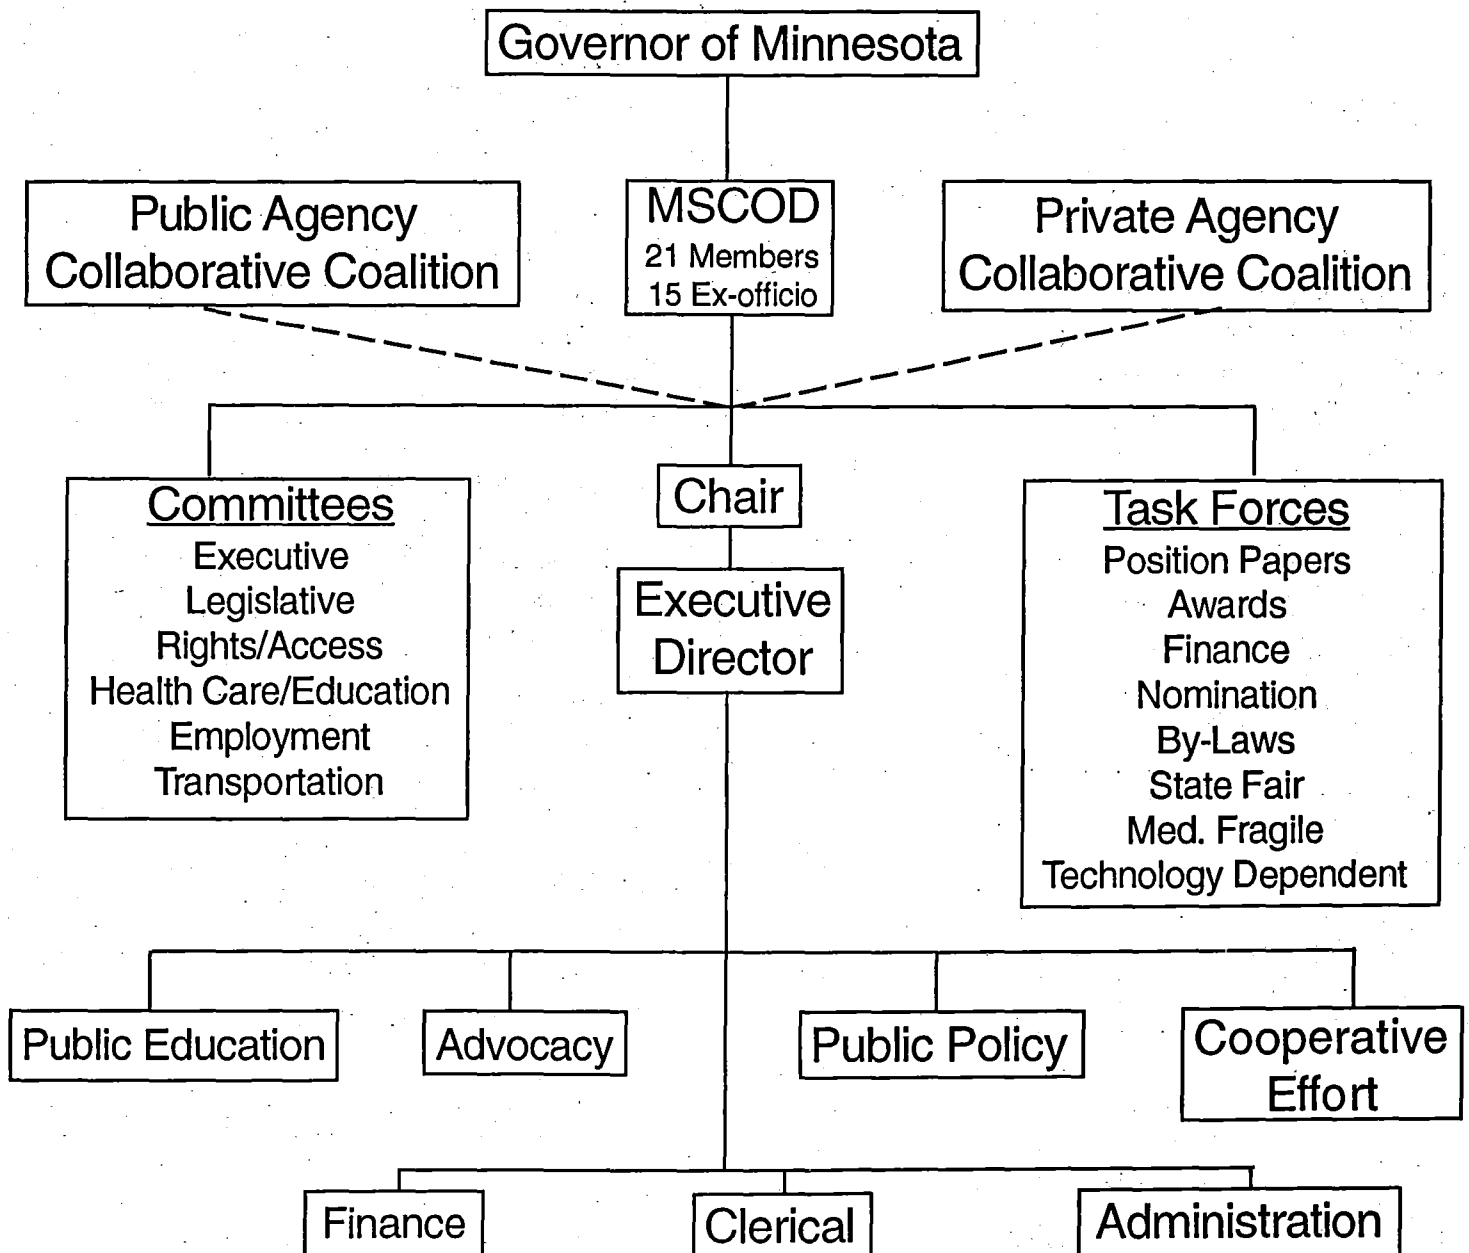 Governor of Minnesota
Public Agency
Collaborative Coalition
MSCOD
21 Members
15 Ex-officio
Private Agency
Collaborative Coalition
Committees
Executive
Legislative
Rights/Access
Health Care/Education
Employment
Transportation
Chair
Executive
Director
Task Forces
Position Papers
Awards
Finance
Nomination
By-Laws
State Fair
Med. Fragile
Technology Dependent
Public Education
Advocacy
Public Policy
Cooperative
Effort
Finance
Clerical
Administration